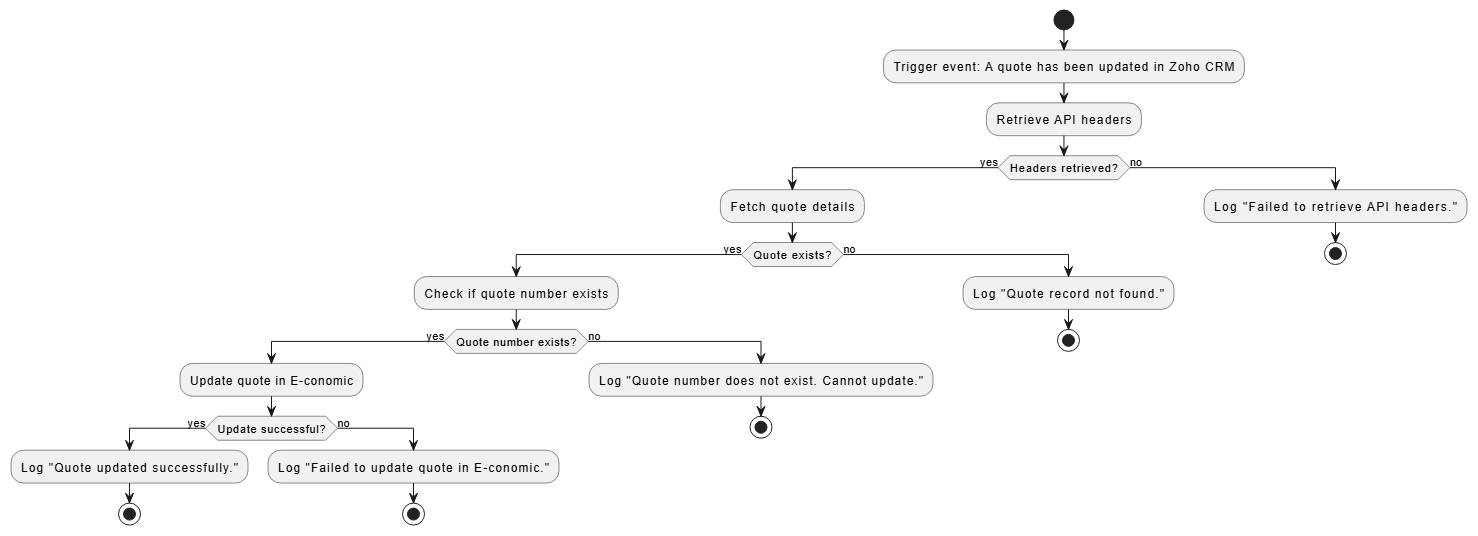 Trigger event: A quote has been updated in Zoho CRM
Retrieve API headers
yes
Headers retrieved?
no
Fetch quote details
Log "Failed to retrieve API headers."
yes
Quote exists?
no
Check if quote number exists
Log "Quote record not found."
yes
Quote number exists?
no
Update quote in E-conomic
Log "Quote number does not exist. Cannot update."
yes
Update successful?
no
Log "Quote updated successfully."
Log "Failed to update quote in E-conomic."